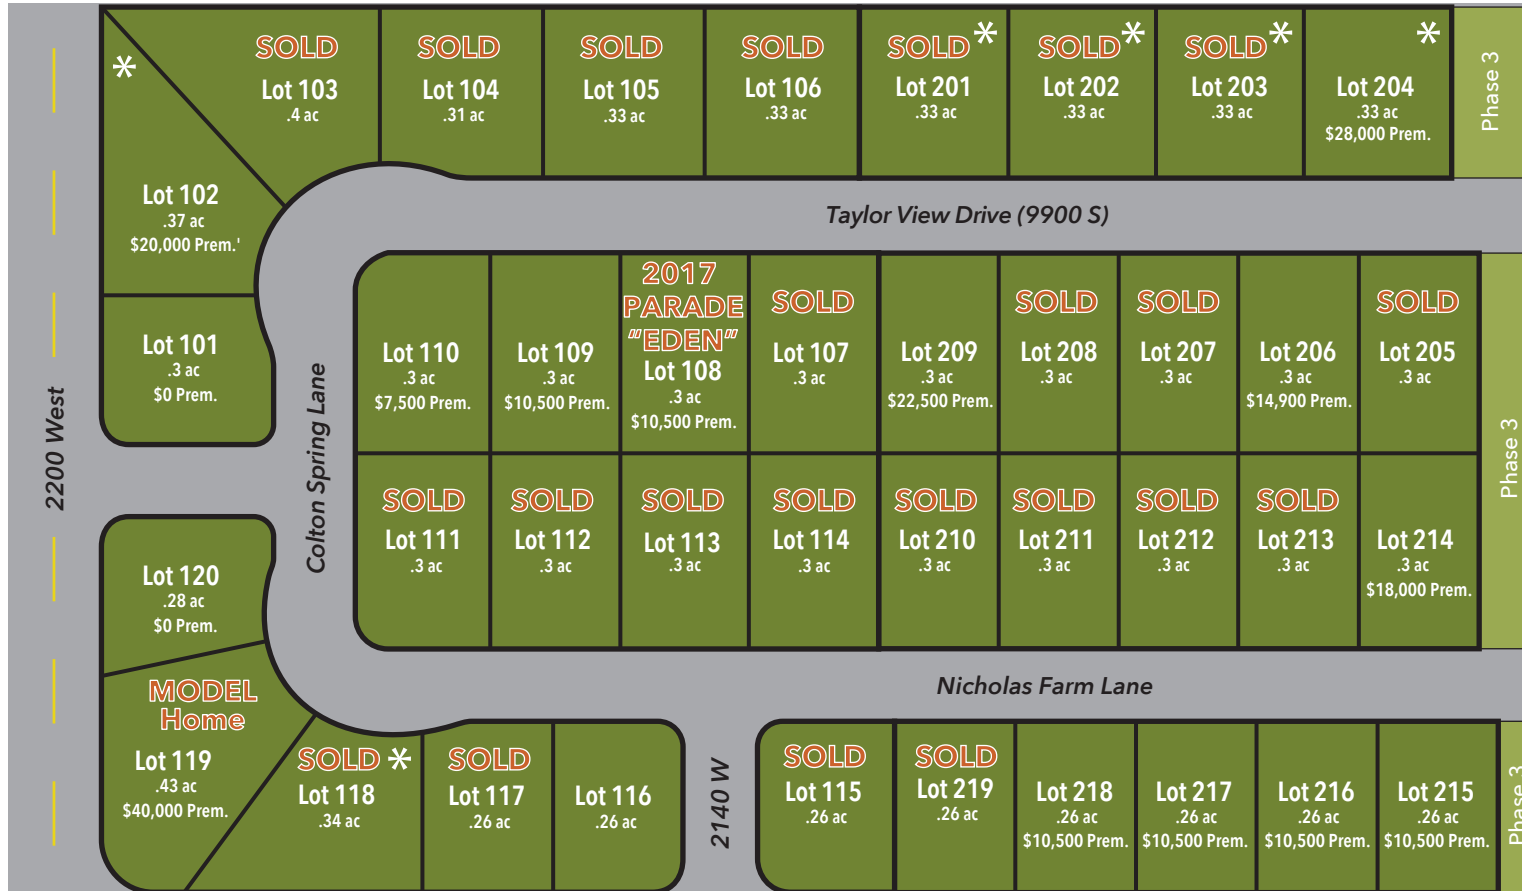 *
SOLD
Lot 103
.4 ac
SOLD
Lot 104
.31 ac
SOLD
Lot 105
.33 ac
SOLD
Lot 106
.33 ac
SOLD *
Lot 201
.33 ac
SOLD *
Lot 202
.33 ac
SOLD *
Lot 203
.33 ac
*
Lot 204
.33 ac
$28,000 Prem.
Phase 3
Lot 102
.37 ac
$20,000 Prem.'
Taylor View Drive (9900 S)
Lot 101
.3 ac
$0 Prem.
2200 West
Colton Spring Lane
Lot 110
.3 ac
$7,500 Prem.
Lot 109
.3 ac
$10,500 Prem.
2017
PARADE
"EDEN"
Lot 108
.3 ac
$10,500 Prem.
SOLD
Lot 107
.3 ac
Lot 209
.3 ac
$22,500 Prem.
SOLD
Lot 208
.3 ac
SOLD
Lot 207
.3 ac
Lot 206
.3 ac
$14,900 Prem.
SOLD
Lot 205
.3 ac
Phase 3
SOLD
Lot 111
.3 ac
SOLD
Lot 112
.3 ac
SOLD
Lot 113
.3 ac
SOLD
Lot 114
.3 ac
SOLD
Lot 210
.3 ac
SOLD
Lot 211
.3 ac
SOLD
Lot 212
.3 ac
SOLD
Lot 213
.3 ac
Lot 214
.3 ac
$18,000 Prem.
Lot 120
.28 ac
$0 Prem.
Nicholas Farm Lane
MODEL
Home
Lot 119
.43 ac
$40,000 Prem.
SOLD *
Lot 118
.34 ac
SOLD
Lot 117
.26 ac
Lot 116
.26 ac
2140 W
SOLD
Lot 115
.26 ac
SOLD
Lot 219
.26 ac
Lot 218
.26 ac
$10,500 Prem.
Lot 217
.26 ac
$10,500 Prem.
Lot 216
.26 ac
$10,500 Prem.
Lot 215
.26 ac
$10,500 Prem.
Phase 3